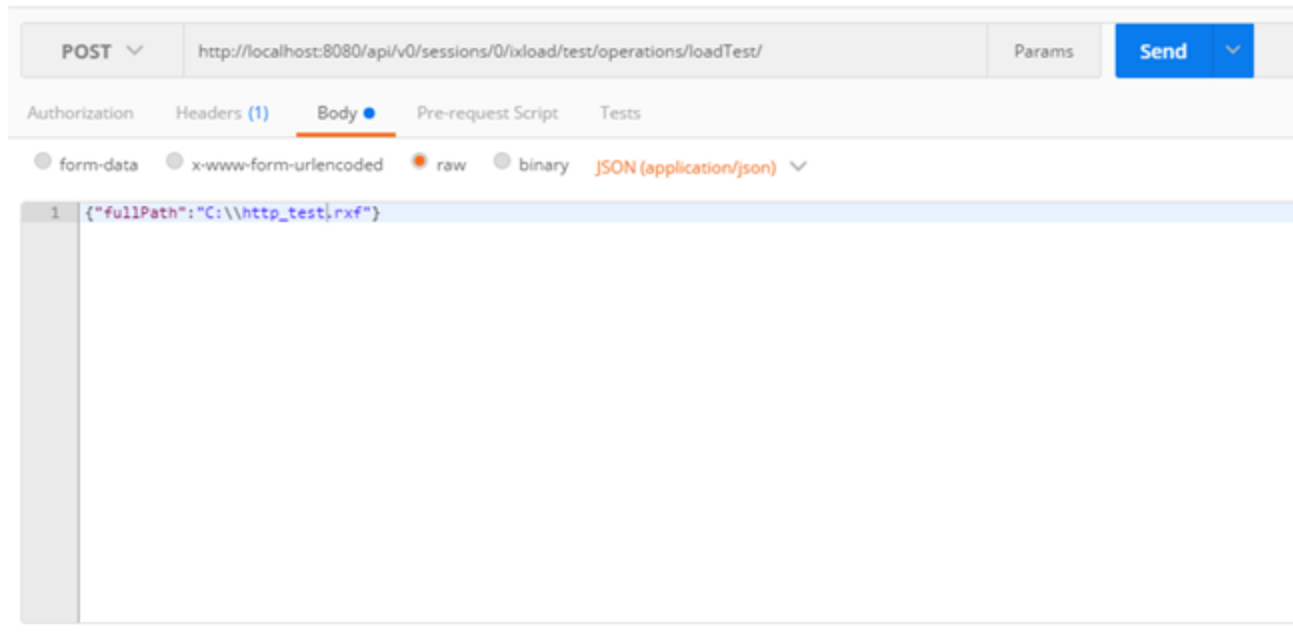 POST http://localhost:8080/api/v0/sessions/0/ixload/test/operations/loadTest/ Params Send
Authorization Headers (1) Body Pre-request Script Tests
form-data x-www-form-urlencoded raw binary JSON (application/json)
1 {"fullPath":"C:\\http_test.rxf"}